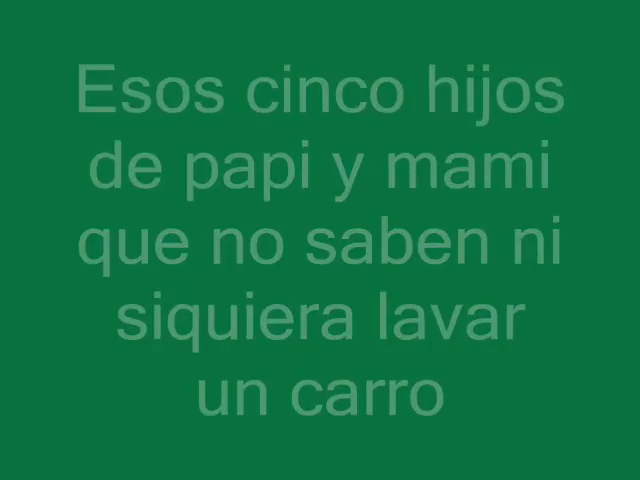 Esos cinco hijos
de papi y mami
que no saben ni
siquiera lavar
un carro